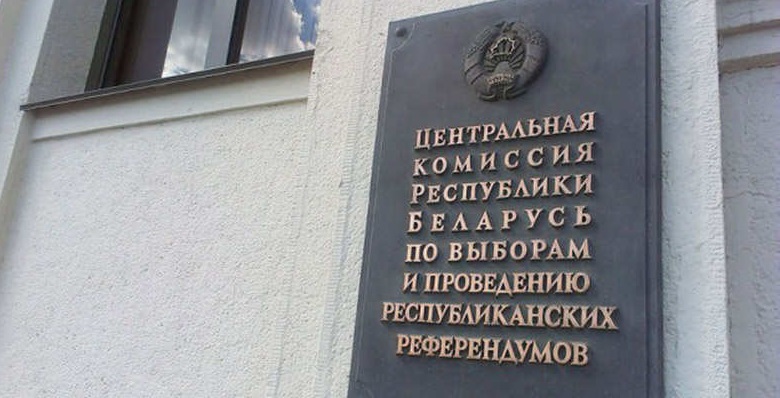 ЦЕНТРАЛЬНАЯ
КОМИССИЯ
РЕСПУБЛИКИ
БЕЛАРУСЬ
ПО ВЫБОРАМ
И ПРОВЕДЕНИЮ
РЕСПУБЛИКАНСКИХ
РЕФЕРЕНДУМОВ